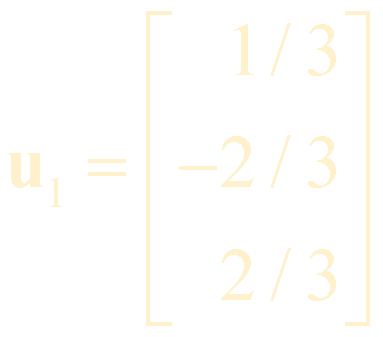 1 / 3
u1 = −2 / 3
2 / 3